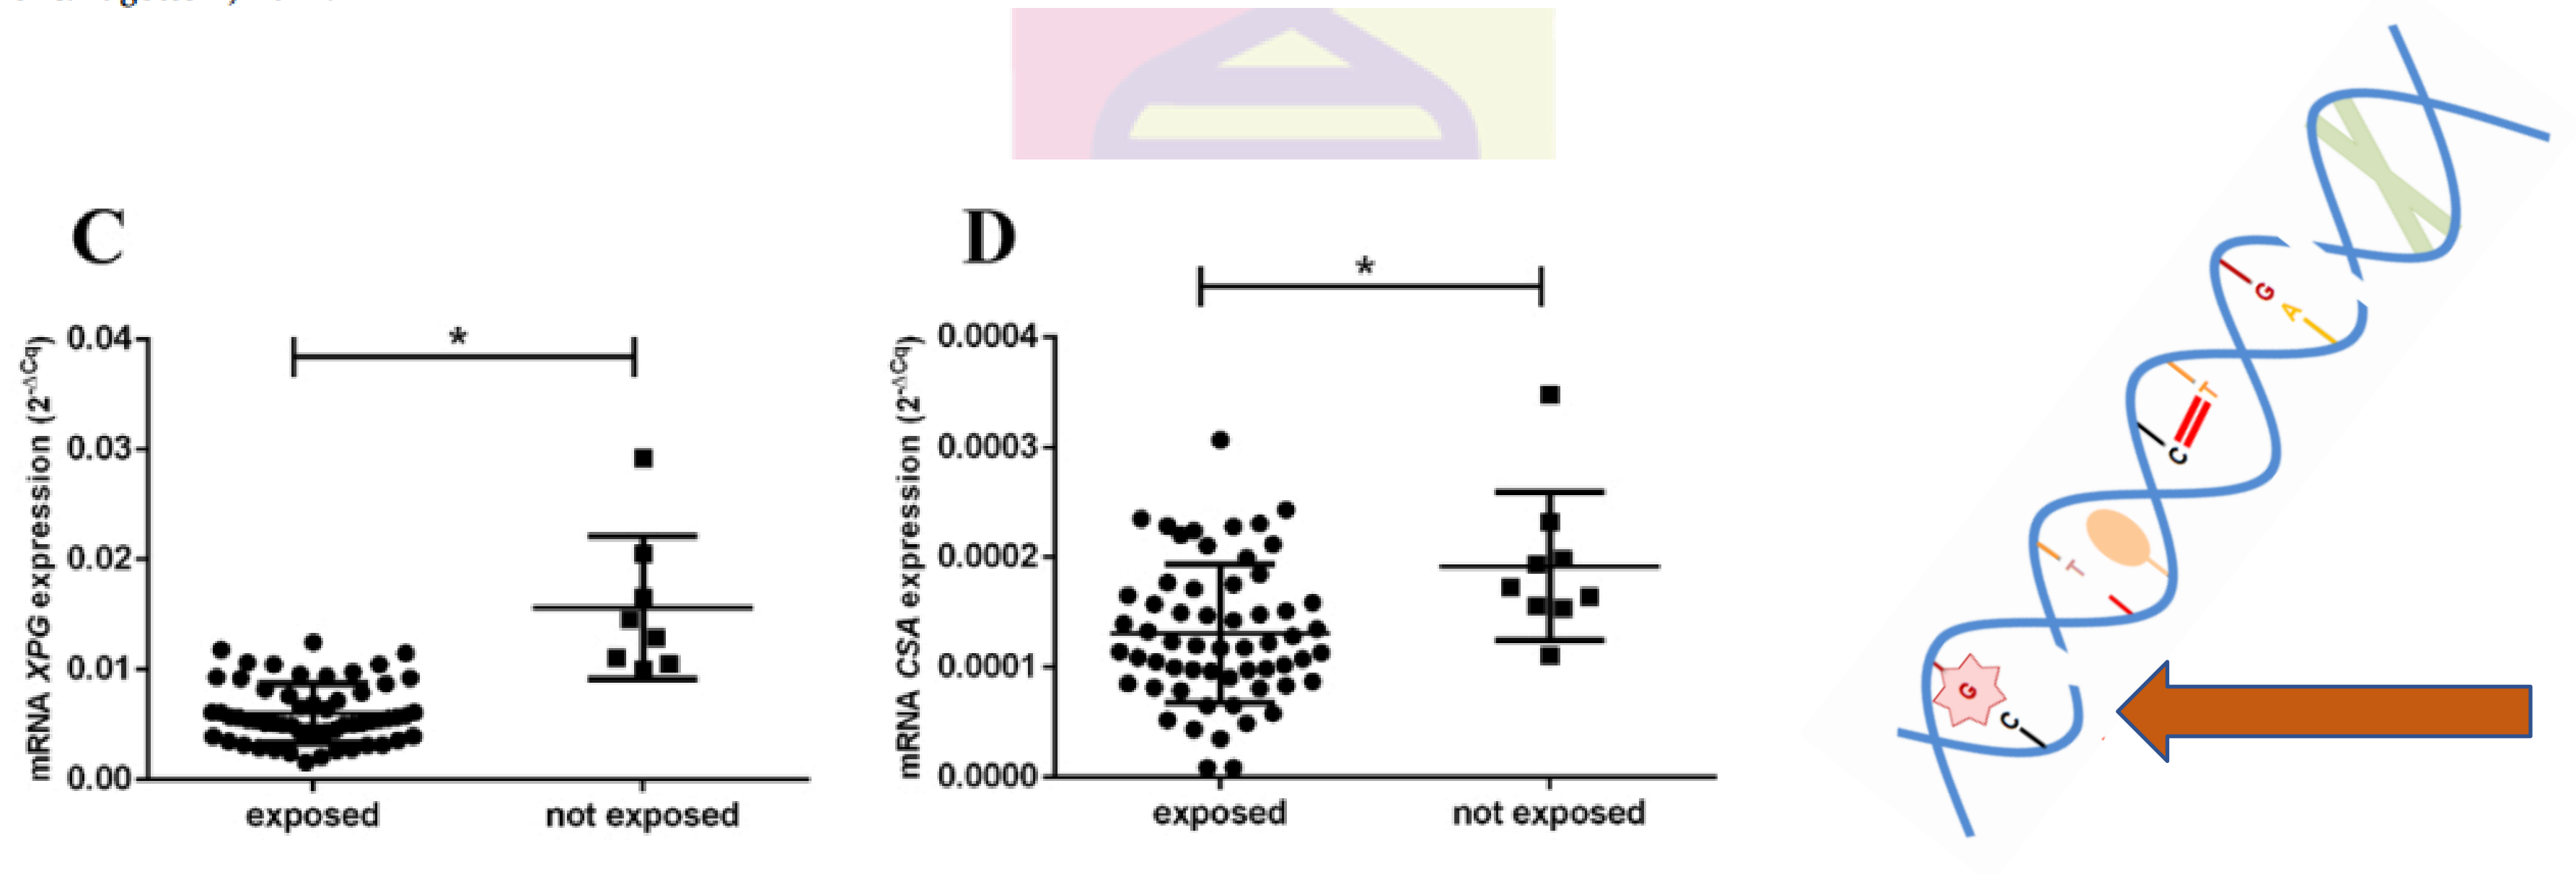 C
D
*
*
mRNA XPG expression (2-ΔCq)
0.04
0.03
0.02
0.01
0.00
exposed
not exposed
mRNA CSA expression (2-ΔCq)
0.0004
0.0003
0.0002
0.0001
0.0000
exposed
not exposed
G
A
T
C
T
G
C